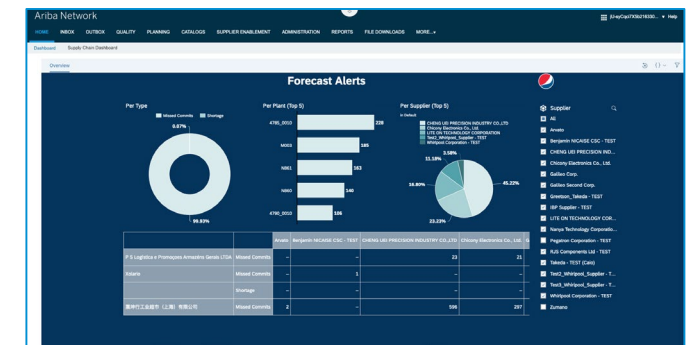 Ariba Network
Help
HOME INBOX OUTBOX QUALITY PLANNING CATALOGS SUPPLIER ENABLEMENT ADMINISTRATION REPORTS FILE DOWNLOADS MORE...
Dashboard Supply Chain Dashboard
Overview
Forecast Alerts
Per Type
Missed Commits Shortage
0.07%
99.93%
Per Plant (Top 5)
4785_0010 228
M003 185
N861 163
N860 140
4790_0010 106
Per Supplier (Top 5)
in Default
CHENG UEI PRECISION INDUSTRY CO.,LTD
Chicony Electronics Co., Ltd.
LITE ON TECHNOLOGY CORPORATION
Test2_Whirlpool_Supplier - TEST
Whirlpool Corporation - TEST
3.58%
11.18%
16.80%
23.23%
45.22%
Supplier
All
Arvato
Benjamin NICAISE CSC - TEST
CHENG UEI PRECISION IND...
Chicony Electronics Co., Ltd.
Galileo Corp.
Galileo Second Corp.
Greetson_Takeda - TEST
IBP Supplier - TEST
LITE ON TECHNOLOGY COR...
Nanya Technology Corporatio...
Pegatron Corporation - TEST
RJS Components Ltd - TEST
Takeda - TEST (Caio)
Test2_Whirlpool_Supplier - T...
Test3_Whirlpool_Supplier - T...
Whirlpool Corporation - TEST
Zumano
Arvato Benjamin NICAISE CSC - TEST CHENG UEI PRECISION INDUSTRY CO.,LTD Chicony Electronics Co., Ltd. G
P S Logistica e Promoçoes Armazéns Gerais LTDA Missed Commits – – 23 21
Missed Commits – 1 – –
Shortage – – – –
Missed Commits 2 – 596 297